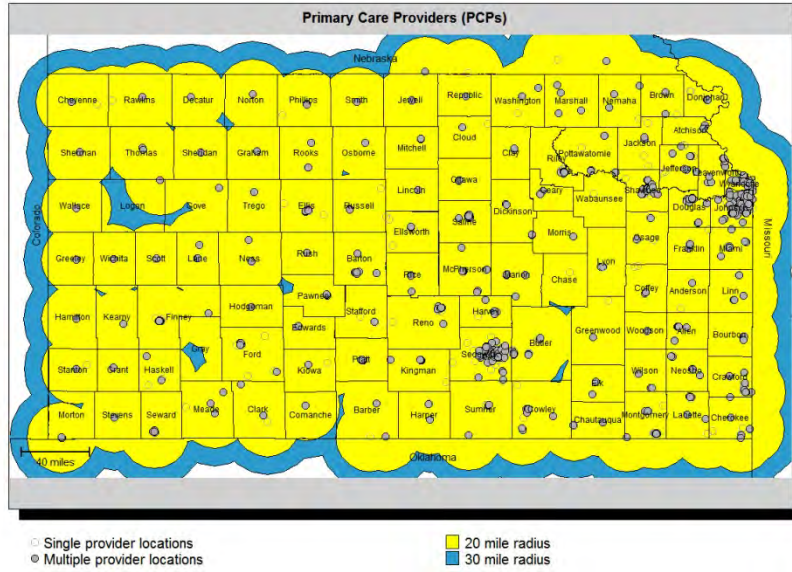 Primary Care Providers (PCPs)
Nebraska
Cheyenne Rawlins Decatur Norton Phillips Smith Jewell Republic Washington Marshall Nemaha Brown Doniphan
Atchison
Sherman Thomas Sheridan Graham Rooks Osborne Mitchell Cloud Clay Riley Pottawatomie Jackson
Jefferson Leavenworth
Wyandotte
Wallace Logan Gove Trego Ellis Russell Lincoln Ottawa Geary Wabaunsee Shawnee
Dickinson Douglas Johnson
Saline
Colorado
Missouri
Ellsworth Morris Osage
Greeley Wichita Scott Lane Ness Rush Barton Franklin Miami
Rice McPherson Marion Lyon
Chase Coffey Anderson Linn
Pawnee
Hamilton Kearny Finney Hodgeman Stafford Reno Harvey
Edwards
Gray Ford Greenwood Woodson Allen Bourbon
Butler
Stanton Grant Haskell Kiowa Pratt Kingman Sedgwick
Elk Wilson Neosho Crawford
Morton Stevens Seward Meade Clark Comanche Barber Harper Sumner Cowley Chautauqua Montgomery Labette Cherokee
40 miles
Oklahoma
Single provider locations
Multiple provider locations
20 mile radius
30 mile radius